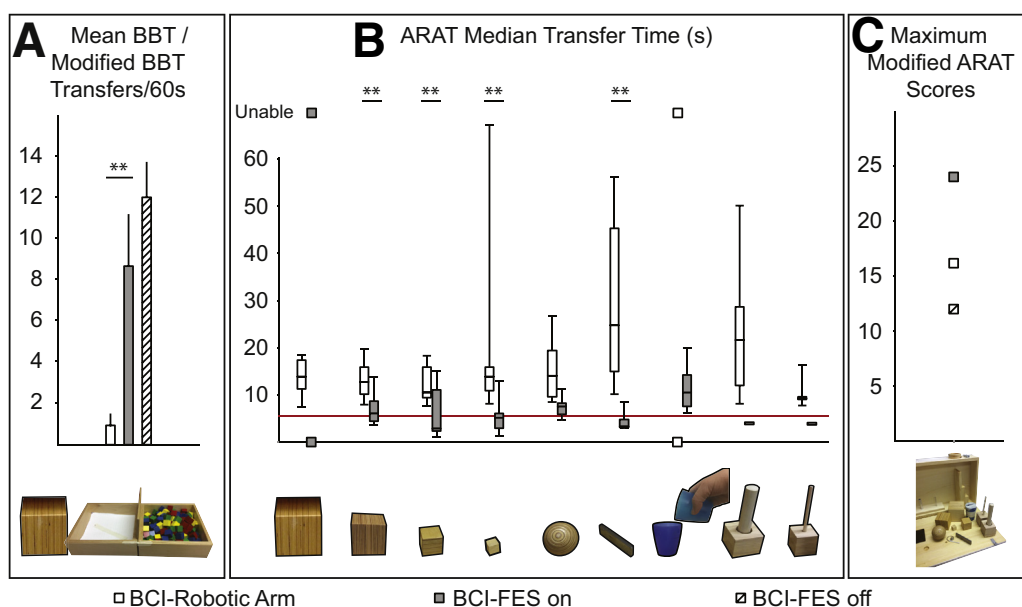 A
Mean BBT /
Modified BBT
Transfers/60s
**
14
12
10
8
6
4
2
B
ARAT Median Transfer Time (s)
** ** ** **
Unable
60
50
40
30
20
10
C
Maximum
Modified ARAT
Scores
25
20
15
10
5
BCI-Robotic Arm BCI-FES on BCI-FES off